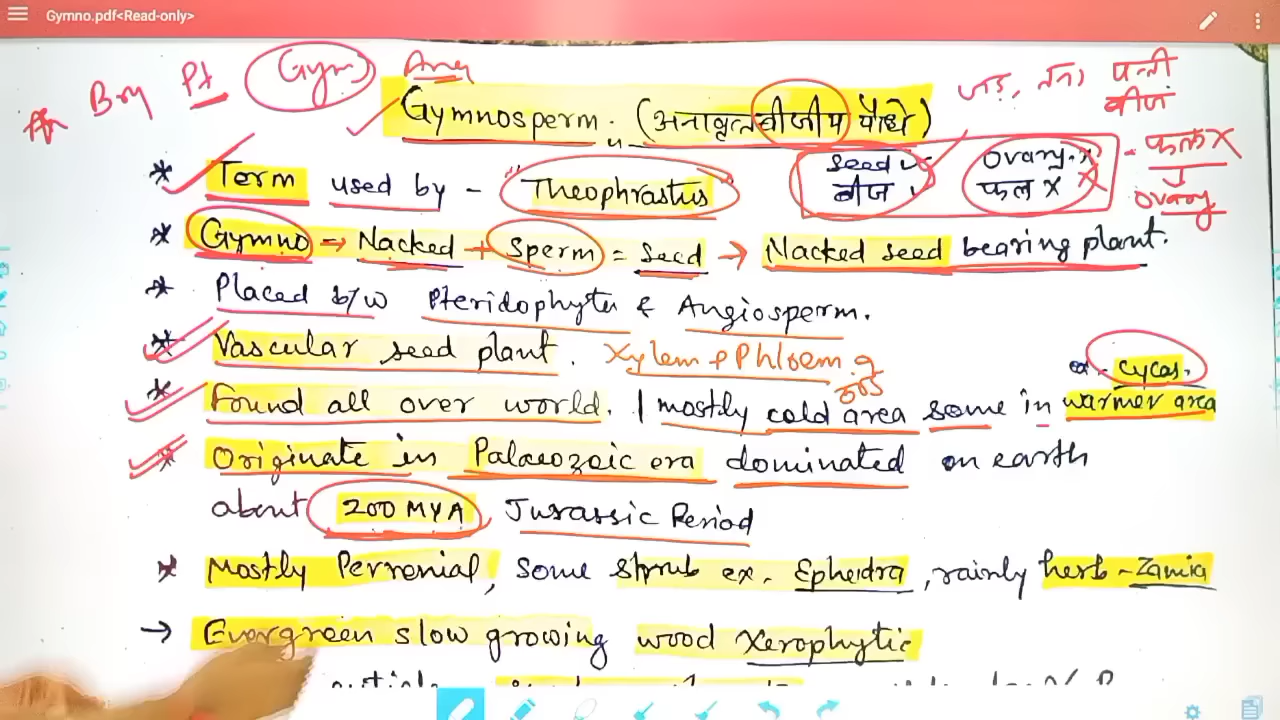 Gymno.pdf<Read-only>
Bry Pt Gym Ang
Gymnosperm. (अनावृत्तबीजीय पौधे)
जड़, तना पत्ती
बीज
* Term used by - "Theophrastus"
seed ✓ ovary x
बीज ✓ फल x x
- फल x
ovary
* Gymno → Nacked + Sperm = Seed → Nacked seed bearing plant.
* Placed b/w Pteridophyta & Angiosperm.
* Vascular seed plant. Xylem & Phloem
ex. cycas.
* Found all over world. | mostly cold area some in warmer area
* Originate in Palaeozoic era dominated on earth
about 200 MYA, Jurassic Period
* Mostly Perrenial, some shrub ex. Ephedra, rainly herb - Zamia
→ Evergreen slow growing wood xerophytic